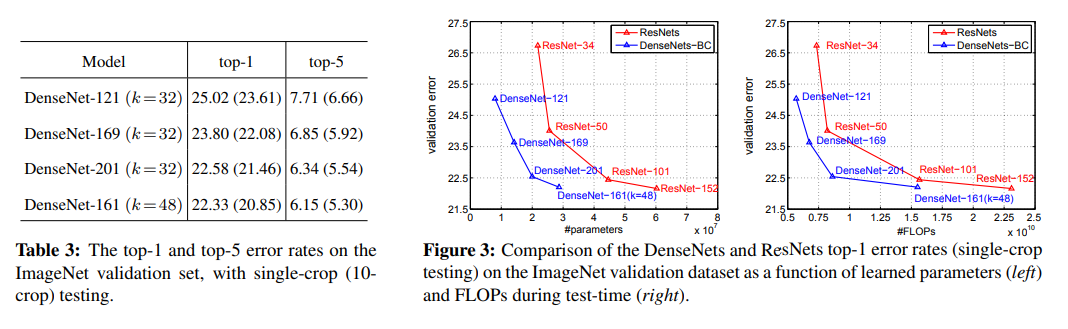 Model top-1 top-5
DenseNet-121 (k=32) 25.02 (23.61) 7.71 (6.66)
DenseNet-169 (k=32) 23.80 (22.08) 6.85 (5.92)
DenseNet-201 (k=32) 22.58 (21.46) 6.34 (5.54)
DenseNet-161 (k=48) 22.33 (20.85) 6.15 (5.30)
Table 3: The top-1 and top-5 error rates on the
ImageNet validation set, with single-crop (10-
crop) testing.
27.5
26.5
25.5
24.5
23.5
22.5
21.5
validation error
ResNets
DenseNets-BC
ResNet-34
DenseNet-121
ResNet-50
DenseNet-169
DenseNet-201
ResNet-101
ResNet-152
DenseNet-161(k=48)
0 1 2 3 4 5 6 7 8
#parameters
x 10^7
27.5
26.5
25.5
24.5
23.5
22.5
21.5
validation error
ResNets
DenseNets-BC
ResNet-34
DenseNet-121
ResNet-50
DenseNet-169
DenseNet-201
ResNet-101
ResNet-152
DenseNet-161(k=48)
0.5 0.75 1 1.25 1.5 1.75 2 2.25 2.5
#FLOPs
x 10^10
Figure 3: Comparison of the DenseNets and ResNets top-1 error rates (single-crop
testing) on the ImageNet validation dataset as a function of learned parameters (left)
and FLOPs during test-time (right).